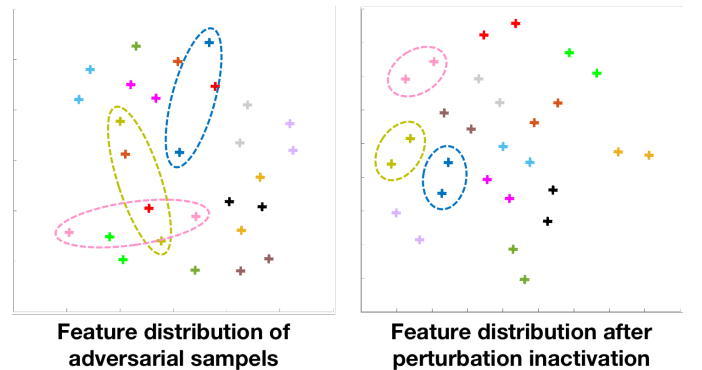 Feature distribution of
adversarial sampels
Feature distribution after
perturbation inactivation